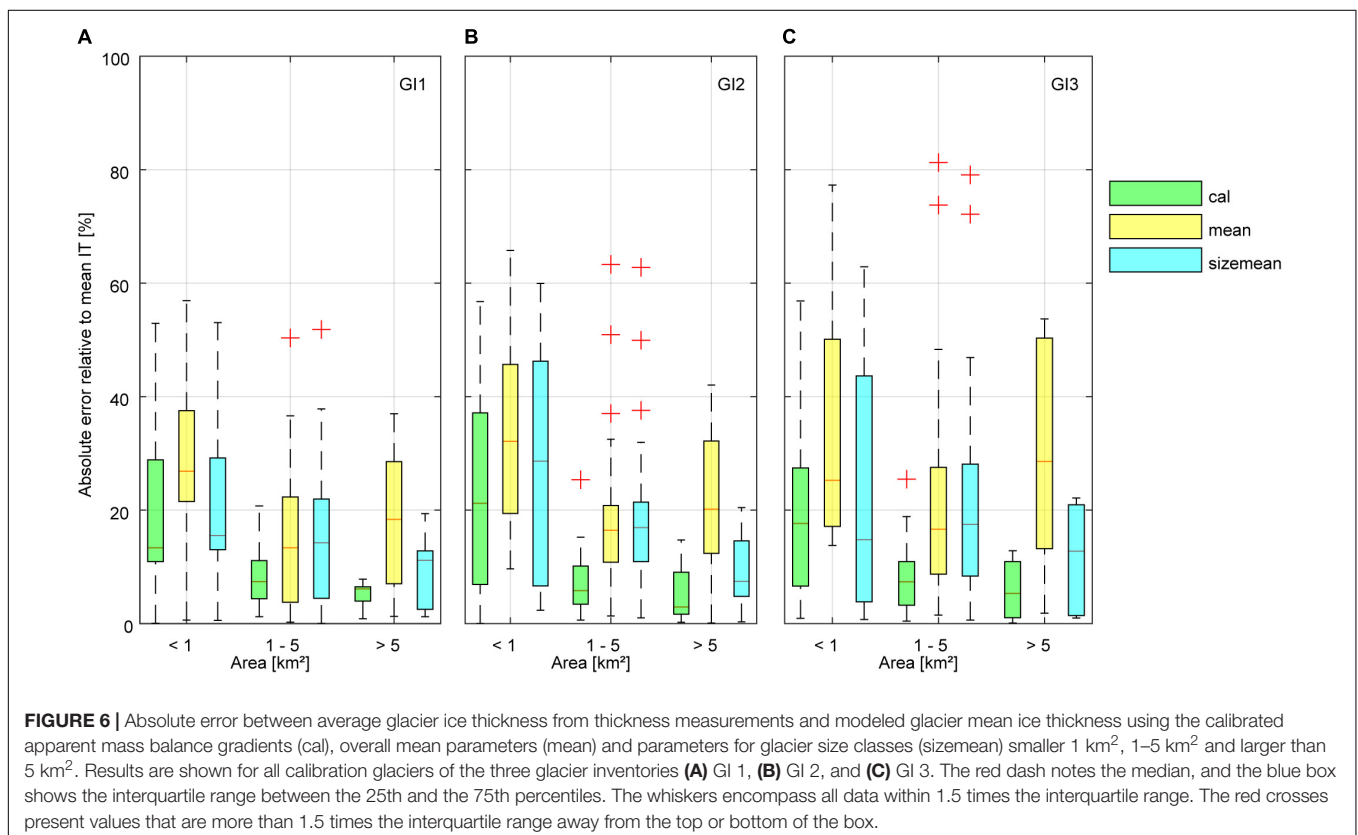 A B C
100
80
60
40
20
0
Absolute error relative to mean IT [%]
GI1 GI2 GI3
cal
mean
sizemean
< 1 1 - 5 > 5 < 1 1 - 5 > 5 < 1 1 - 5 > 5
Area [km²] Area [km²] Area [km²]
FIGURE 6 | Absolute error between average glacier ice thickness from thickness measurements and modeled glacier mean ice thickness using the calibrated
apparent mass balance gradients (cal), overall mean parameters (mean) and parameters for glacier size classes (sizemean) smaller 1 km², 1–5 km² and larger than
5 km². Results are shown for all calibration glaciers of the three glacier inventories (A) GI 1, (B) GI 2, and (C) GI 3. The red dash notes the median, and the blue box
shows the interquartile range between the 25th and the 75th percentiles. The whiskers encompass all data within 1.5 times the interquartile range. The red crosses
present values that are more than 1.5 times the interquartile range away from the top or bottom of the box.